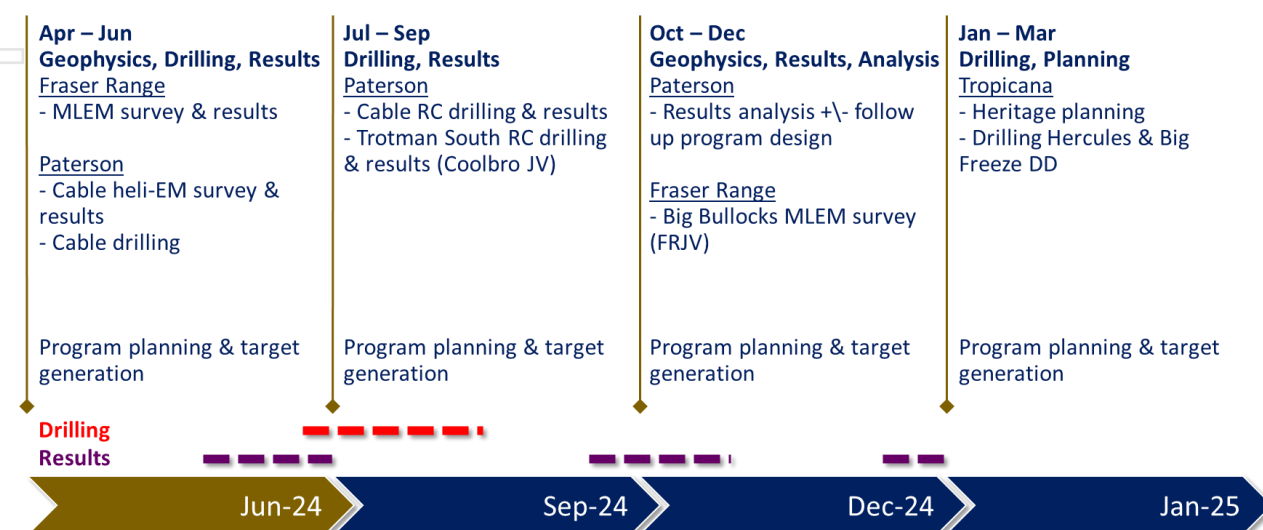 Apr – Jun
Geophysics, Drilling, Results
Fraser Range
- MLEM survey & results
Paterson
- Cable heli-EM survey &
results
- Cable drilling
Program planning & target
generation
Jul – Sep
Drilling, Results
Paterson
- Cable RC drilling & results
- Trotman South RC drilling
& results (Coolbro JV)
Program planning & target
generation
Oct – Dec
Geophysics, Results, Analysis
Paterson
- Results analysis +\- follow
up program design
Fraser Range
- Big Bullocks MLEM survey
(FRJV)
Program planning & target
generation
Jan – Mar
Drilling, Planning
Tropicana
- Heritage planning
- Drilling Hercules & Big
Freeze DD
Program planning & target
generation
Drilling
Results
Jun-24
Sep-24
Dec-24
Jan-25